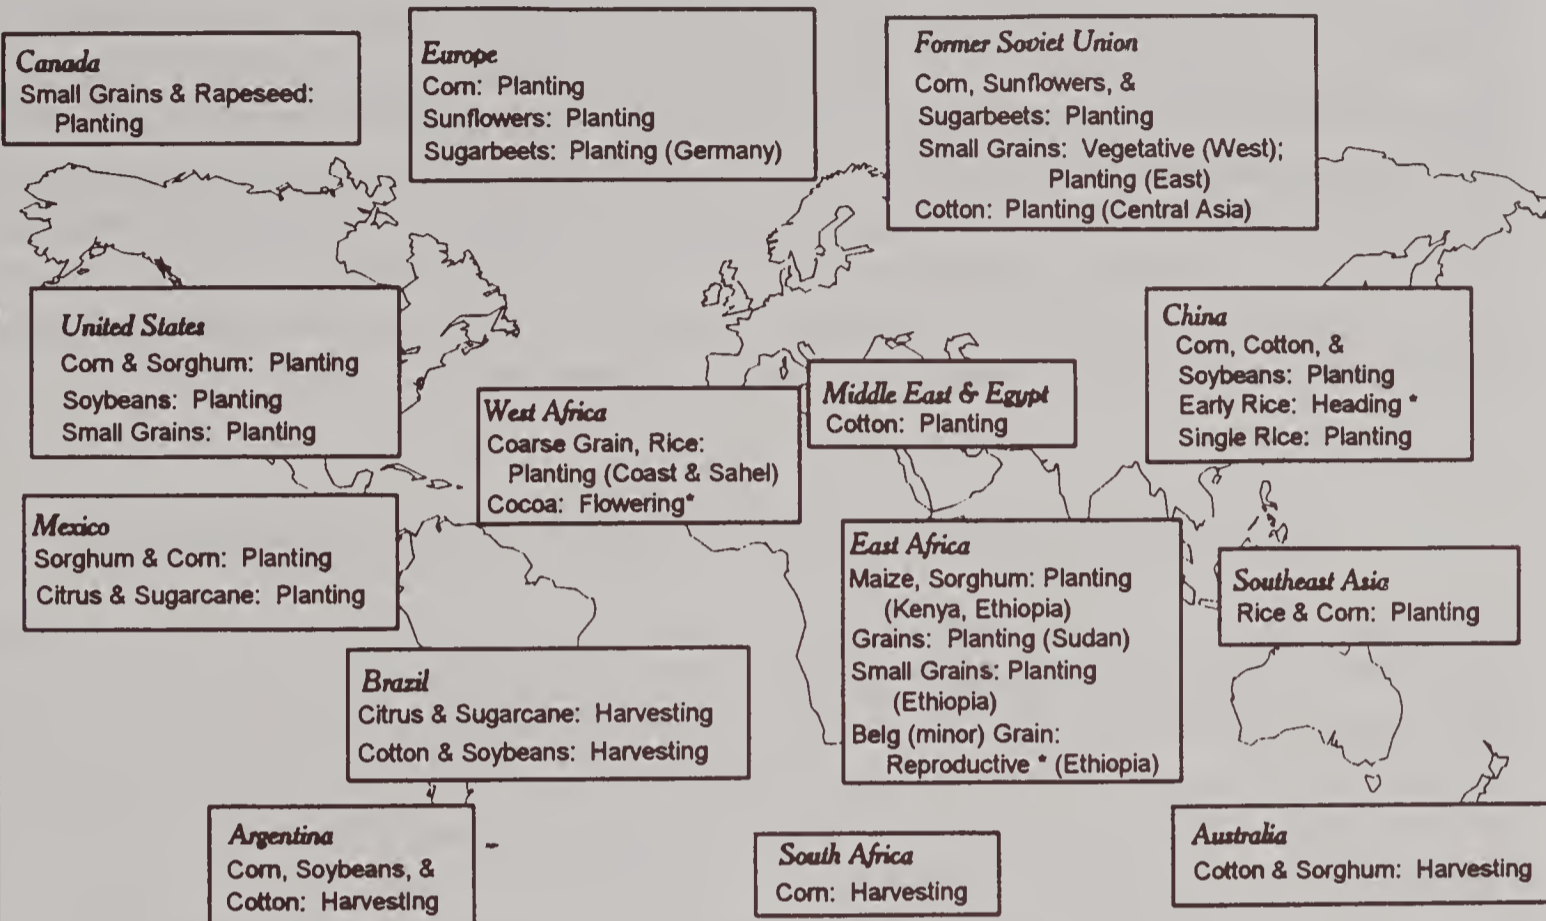 Canada
Small Grains & Rapeseed:
Planting
Europe
Corn: Planting
Sunflowers: Planting
Sugarbeets: Planting (Germany)
Former Soviet Union
Corn, Sunflowers, &
Sugarbeets: Planting
Small Grains: Vegetative (West);
Planting (East)
Cotton: Planting (Central Asia)
United States
Corn & Sorghum: Planting
Soybeans: Planting
Small Grains: Planting
West Africa
Coarse Grain, Rice:
Planting (Coast & Sahel)
Cocoa: Flowering*
Middle East & Egypt
Cotton: Planting
China
Corn, Cotton, &
Soybeans: Planting
Early Rice: Heading *
Single Rice: Planting
Mexico
Sorghum & Corn: Planting
Citrus & Sugarcane: Planting
East Africa
Maize, Sorghum: Planting
(Kenya, Ethiopia)
Grains: Planting (Sudan)
Small Grains: Planting
(Ethiopia)
Belg (minor) Grain:
Reproductive * (Ethiopia)
Southeast Asia
Rice & Corn: Planting
Brazil
Citrus & Sugarcane: Harvesting
Cotton & Soybeans: Harvesting
Argentina
Corn, Soybeans, &
Cotton: Harvesting
South Africa
Corn: Harvesting
Australia
Cotton & Sorghum: Harvesting